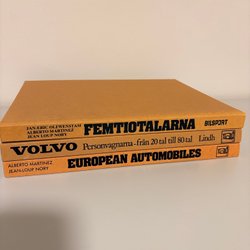 JAN-ERIC OLEWENSTAM
ALBERTO MARTINEZ
JEAN LOUP NORY
FEMTIOTALARNA
BILSPORT
VOLVO Personvagnarna - från 20 tal till 80 tal Lindh
ALBERTO MARTINEZ
JEAN-LOUP NORY
EUROPEAN AUTOMOBILES